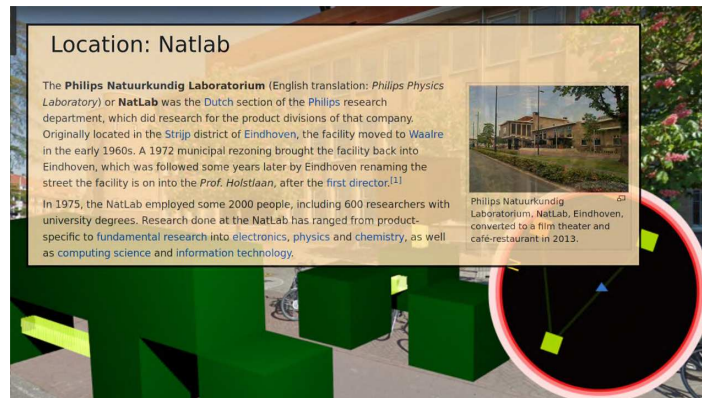 Location: Natlab
The Philips Natuurkundig Laboratorium (English translation: Philips Physics
Laboratory) or NatLab was the Dutch section of the Philips research
department, which did research for the product divisions of that company.
Originally located in the Strijp district of Eindhoven, the facility moved to Waalre
in the early 1960s. A 1972 municipal rezoning brought the facility back into
Eindhoven, which was followed some years later by Eindhoven renaming the
street the facility is on into the Prof. Holstlaan, after the first director.[1]
In 1975, the NatLab employed some 2000 people, including 600 researchers with
university degrees. Research done at the NatLab has ranged from product-
specific to fundamental research into electronics, physics and chemistry, as well
as computing science and information technology.
Philips Natuurkundig
Laboratorium, NatLab, Eindhoven,
converted to a film theater and
café-restaurant in 2013.